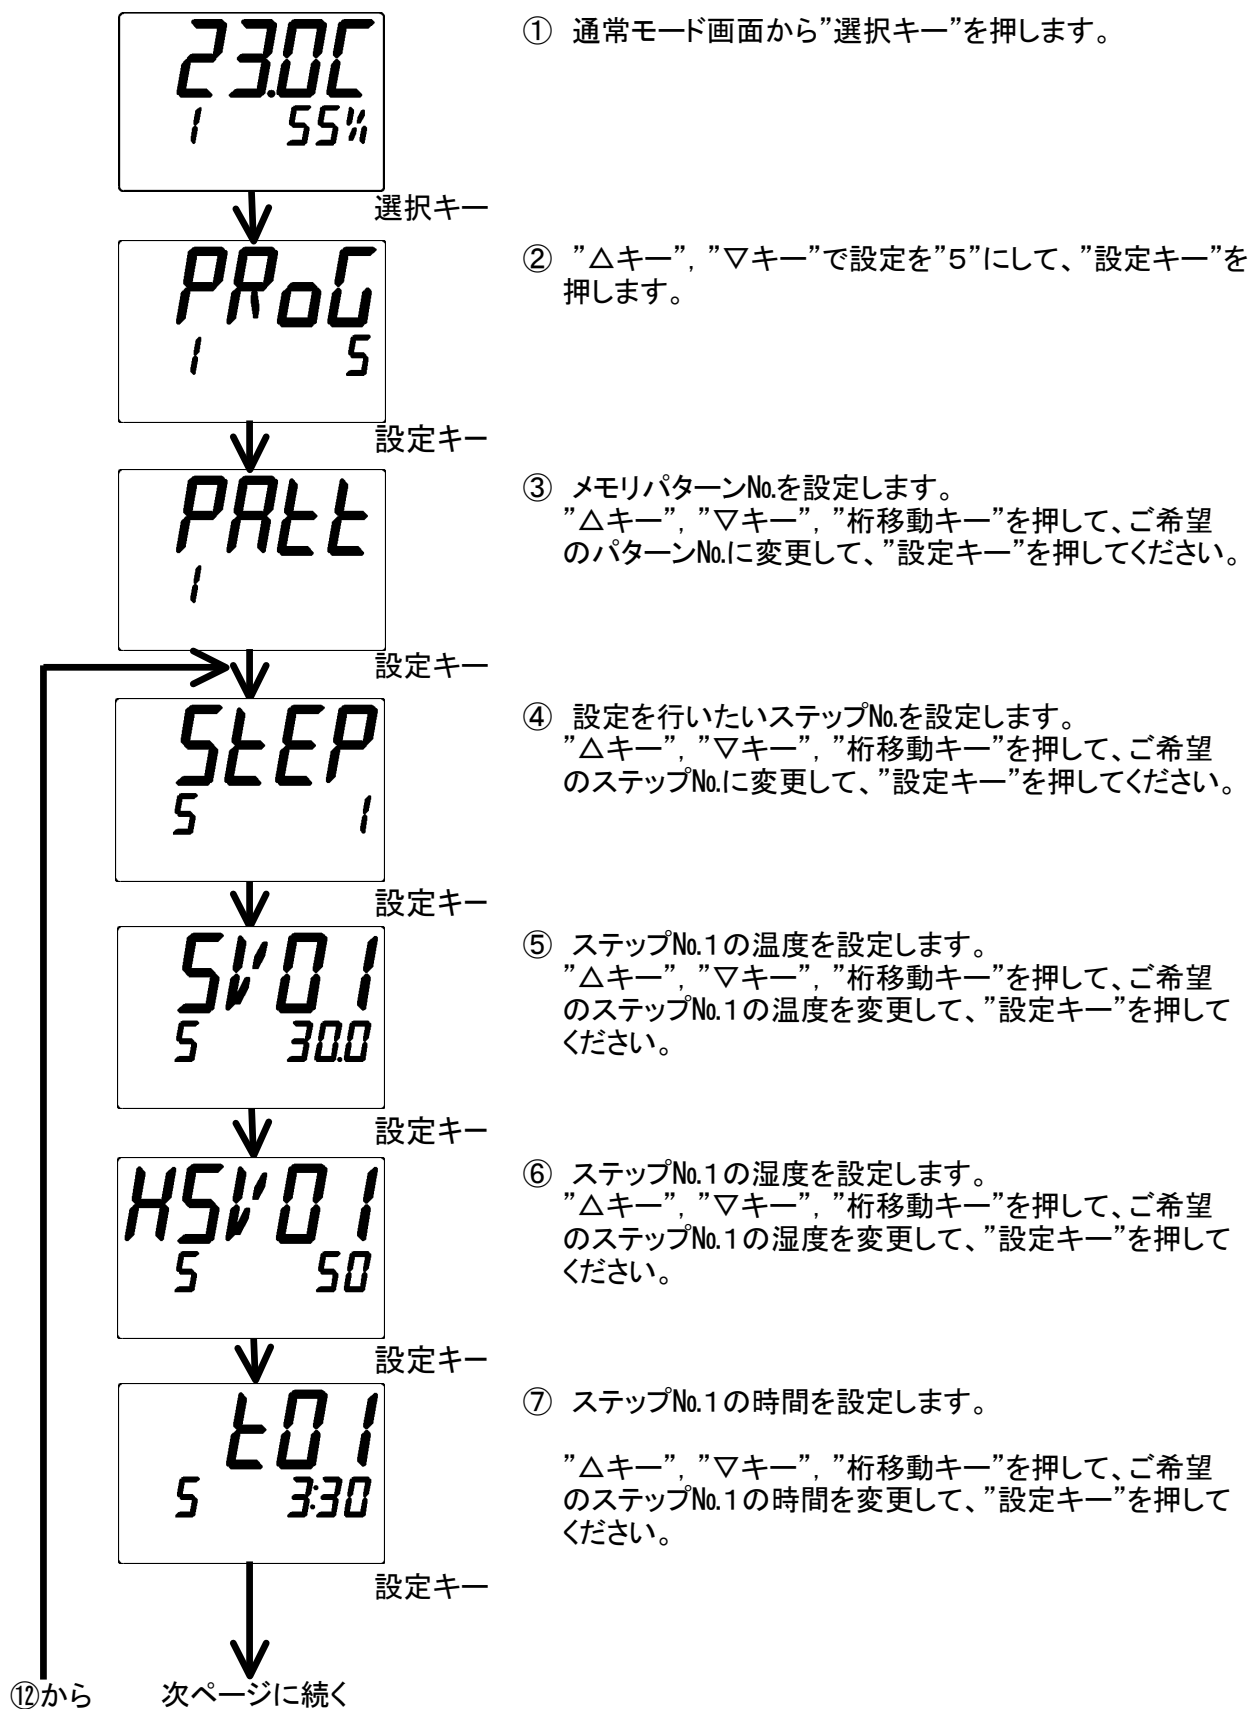 23.0C
1 55%
① 通常モード画面から”選択キー”を押します。
選択キー
PRoG
1 5
② ”△キー”, ”▽キー”で設定を”5”にして、”設定キー”を
押します。
設定キー
PAtt
1
③ メモリパターン№を設定します。
”△キー”, ”▽キー”, ”桁移動キー”を押して、ご希望
のパターン№に変更して、”設定キー”を押してください。
設定キー
StEP
5 1
④ 設定を行いたいステップ№を設定します。
”△キー”, ”▽キー”, ”桁移動キー”を押して、ご希望
のステップ№に変更して、”設定キー”を押してください。
設定キー
SV01
5 30.0
⑤ ステップ№1の温度を設定します。
”△キー”, ”▽キー”, ”桁移動キー”を押して、ご希望
のステップ№1の温度を変更して、”設定キー”を押して
ください。
設定キー
HSV01
5 50
⑥ ステップ№1の湿度を設定します。
”△キー”, ”▽キー”, ”桁移動キー”を押して、ご希望
のステップ№1の湿度を変更して、”設定キー”を押して
ください。
設定キー
t01
5 3:30
⑦ ステップ№1の時間を設定します。
”△キー”, ”▽キー”, ”桁移動キー”を押して、ご希望
のステップ№1の時間を変更して、”設定キー”を押して
ください。
設定キー
⑫から 次ページに続く